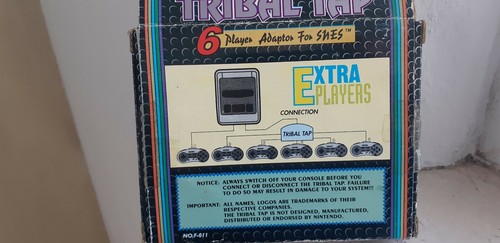 TRIBAL TAP
6 Player Adaptor For SNES™
EXTRA
PLAYERS
CONNECTION
TRIBAL TAP
NOTICE: ALWAYS SWITCH OFF YOUR CONSOLE BEFORE YOU
CONNECT OR DISCONNECT THE TRIBAL TAP. FAILURE
TO DO SO MAY RESULT IN DAMAGE TO YOUR SYSTEM!!!
IMPORTANT: ALL NAMES, LOGOS ARE TRADEMARKS OF THEIR
RESPECTIVE COMPANIES.
THE TRIBAL TAP IS NOT DESIGNED, MANUFACTURED,
DISTRIBUTED OR ENDORSED BY NINTENDO.
NO.F-011